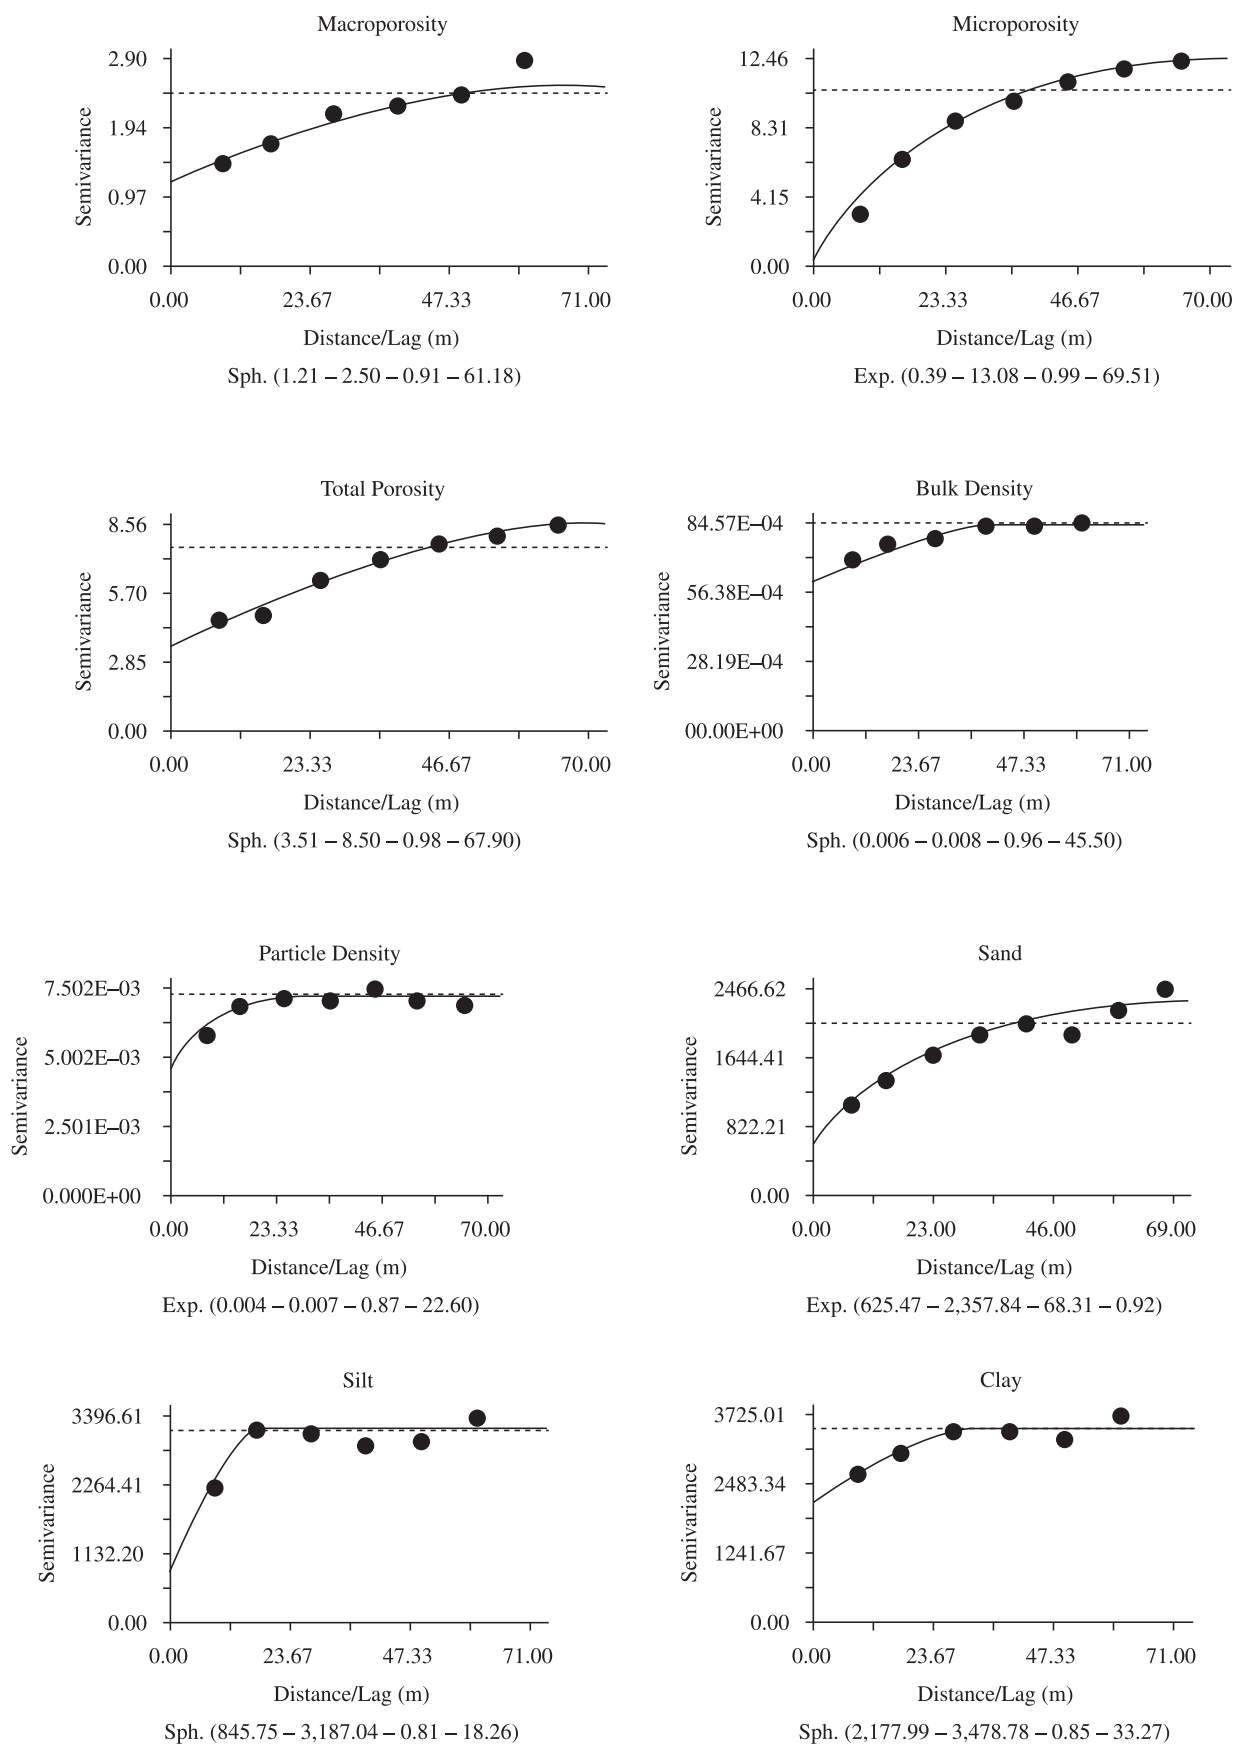 Macroporosity
2.90
1.94
0.97
0.00
Semivariance
0.00 23.67 47.33 71.00
Distance/Lag (m)
Sph. (1.21 – 2.50 – 0.91 – 61.18)
Microporosity
12.46
8.31
4.15
0.00
Semivariance
0.00 23.33 46.67 70.00
Distance/Lag (m)
Exp. (0.39 – 13.08 – 0.99 – 69.51)
Total Porosity
8.56
5.70
2.85
0.00
Semivariance
0.00 23.33 46.67 70.00
Distance/Lag (m)
Sph. (3.51 – 8.50 – 0.98 – 67.90)
Bulk Density
84.57E–04
56.38E–04
28.19E–04
00.00E+00
Semivariance
0.00 23.67 47.33 71.00
Distance/Lag (m)
Sph. (0.006 – 0.008 – 0.96 – 45.50)
Particle Density
7.502E–03
5.002E–03
2.501E–03
0.000E+00
Semivariance
0.00 23.33 46.67 70.00
Distance/Lag (m)
Exp. (0.004 – 0.007 – 0.87 – 22.60)
Sand
2466.62
1644.41
822.21
0.00
Semivariance
0.00 23.00 46.00 69.00
Distance/Lag (m)
Exp. (625.47 – 2,357.84 – 68.31 – 0.92)
Silt
3396.61
2264.41
1132.20
0.00
Semivariance
0.00 23.67 47.33 71.00
Distance/Lag (m)
Sph. (845.75 – 3,187.04 – 0.81 – 18.26)
Clay
3725.01
2483.34
1241.67
0.00
Semivariance
0.00 23.67 47.33 71.00
Distance/Lag (m)
Sph. (2,177.99 – 3,478.78 – 0.85 – 33.27)